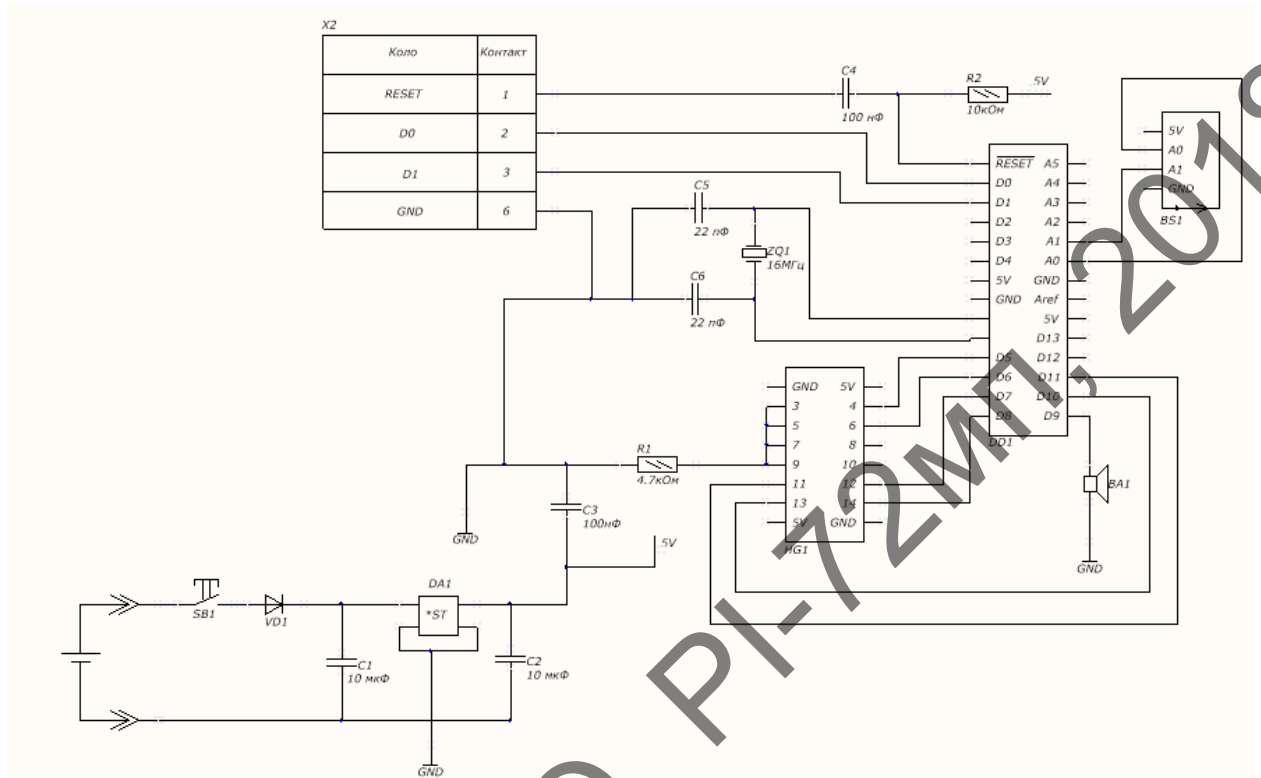 X2
Коло Контакт
RESET 1
D0 2
D1 3
GND 6
C4
100 нФ
R2
10кОм
5V
C5
22 пФ
ZQ1
16МГц
C6
22 пФ
RESET A5
D0 A4
D1 A3
D2 A2
D3 A1
D4 A0
5V GND
GND Aref
5V
D13
D5 D12
D6 D11
D7 D10
D8 D9
DD1
5V
A0
A1
GND
BS1
GND 5V
3 4
5 6
7 8
9 10
11 12
13 14
5V GND
HG1
R1
4.7кОм
C3
100нФ
GND
5V
BA1
GND
SB1
VD1
DA1
*ST
C1
10 мкФ
C2
10 мкФ
GND
РІ-72мп, 201